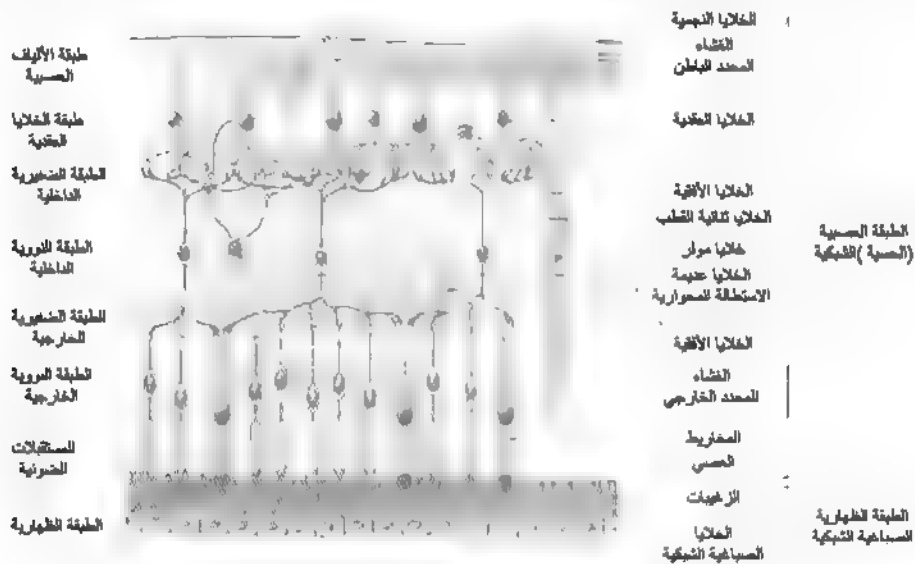 الخلايا النجمية
الغشاء
المحدد الباطن
الخلايا العقدية
الخلايا الأفقية
الخلايا ثنائية القطب
خلايا مولر
الخلايا عديمة
الاستطالة المحوارية
الخلايا الأفقية
الغشاء
المحدد الخارجي
المخاريط
العصي
الزغيبات
الخلايا
الصباغية الشبكية
الطبقة العصبية
(الحسية )الشبكية
الطبقة الظهارية
الصباغية الشبكية
طبقة الألياف
العصبية
طبقة الخلايا
العقدية
الطبقة الضفيرية
الداخلية
الطبقة النووية
الداخلية
الطبقة الضفيرية
الخارجية
الطبقة النووية
الخارجية
المستقبلات
الضوئية
الطبقة الظهارية